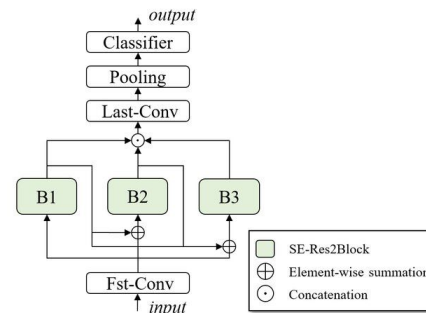 output
Classifier
Pooling
Last-Conv
B1 B2 B3
Fst-Conv
input
SE-Res2Block
Element-wise summation
Concatenation